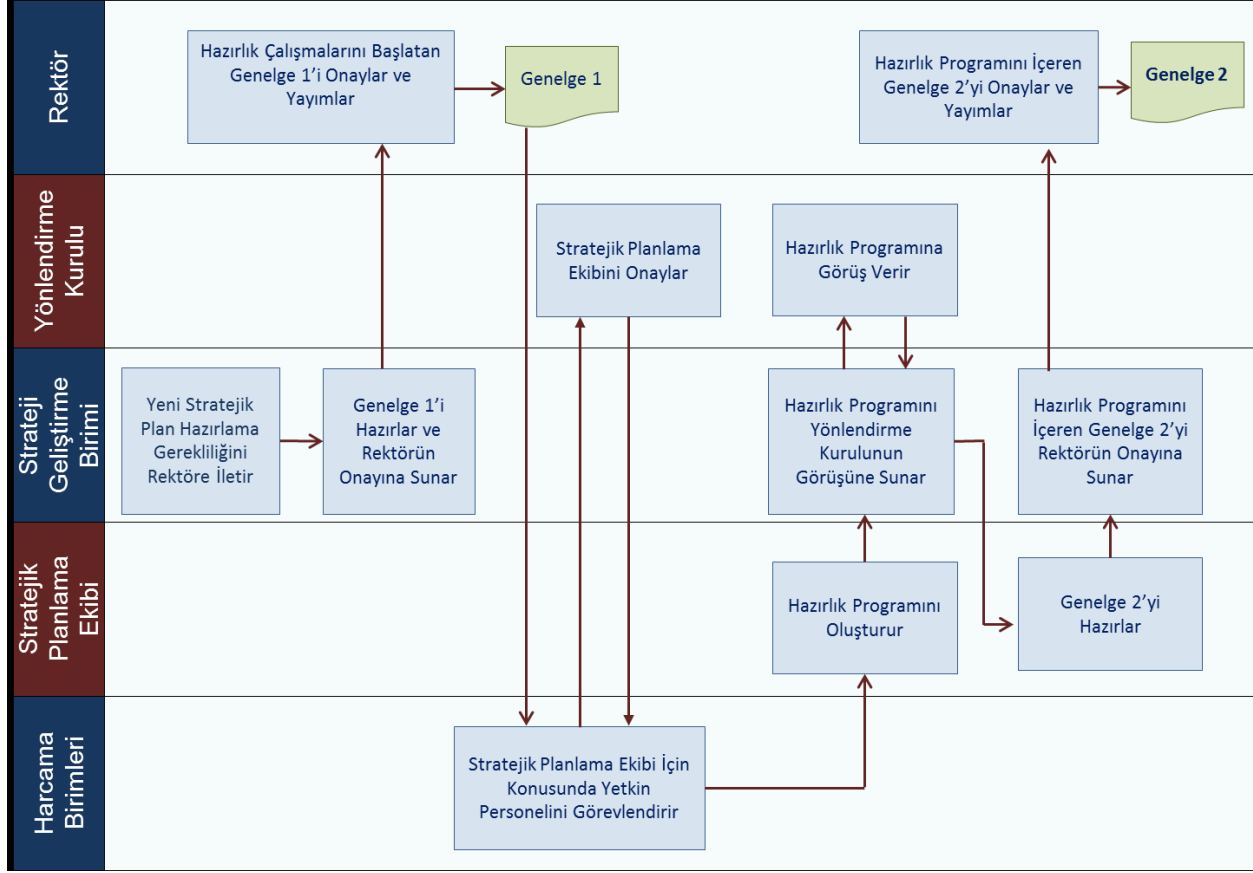 Rektör
Hazırlık Çalışmalarını Başlatan
Genelge 1’i Onaylar ve
Yayımlar
Genelge 1
Hazırlık Programını İçeren
Genelge 2’yi Onaylar ve
Yayımlar
Genelge 2
Yönlendirme
Kurulu
Stratejik Planlama
Ekibini Onaylar
Hazırlık Programına
Görüş Verir
Strateji
Geliştirme
Birimi
Yeni Stratejik
Plan Hazırlama
Gerekliliğini
Rektöre İletir
Genelge 1’i
Hazırlar ve
Rektörün
Onayına Sunar
Hazırlık Programını
Yönlendirme
Kurulunun
Görüşüne Sunar
Hazırlık Programını
İçeren Genelge 2’yi
Rektörün Onayına
Sunar
Stratejik
Planlama
Ekibi
Hazırlık Programını
Oluşturur
Genelge 2’yi
Hazırlar
Harcama
Birimleri
Stratejik Planlama Ekibi İçin
Konusunda Yetkin
Personelini Görevlendirir